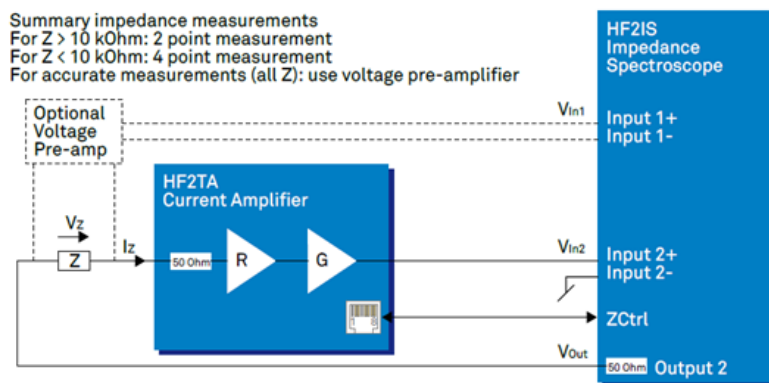 Summary impedance measurements
For Z > 10 kOhm: 2 point measurement
For Z < 10 kOhm: 4 point measurement
For accurate measurements (all Z): use voltage pre-amplifier
HF2IS
Impedance
Spectroscope
Optional
Voltage
Pre-amp
VIn1
Input 1+
Input 1-
HF2TA
Current Amplifier
Vz
Iz
Z
50 Ohm
R
G
VIn2
Input 2+
Input 2-
ZCtrl
VOut
50 Ohm
Output 2